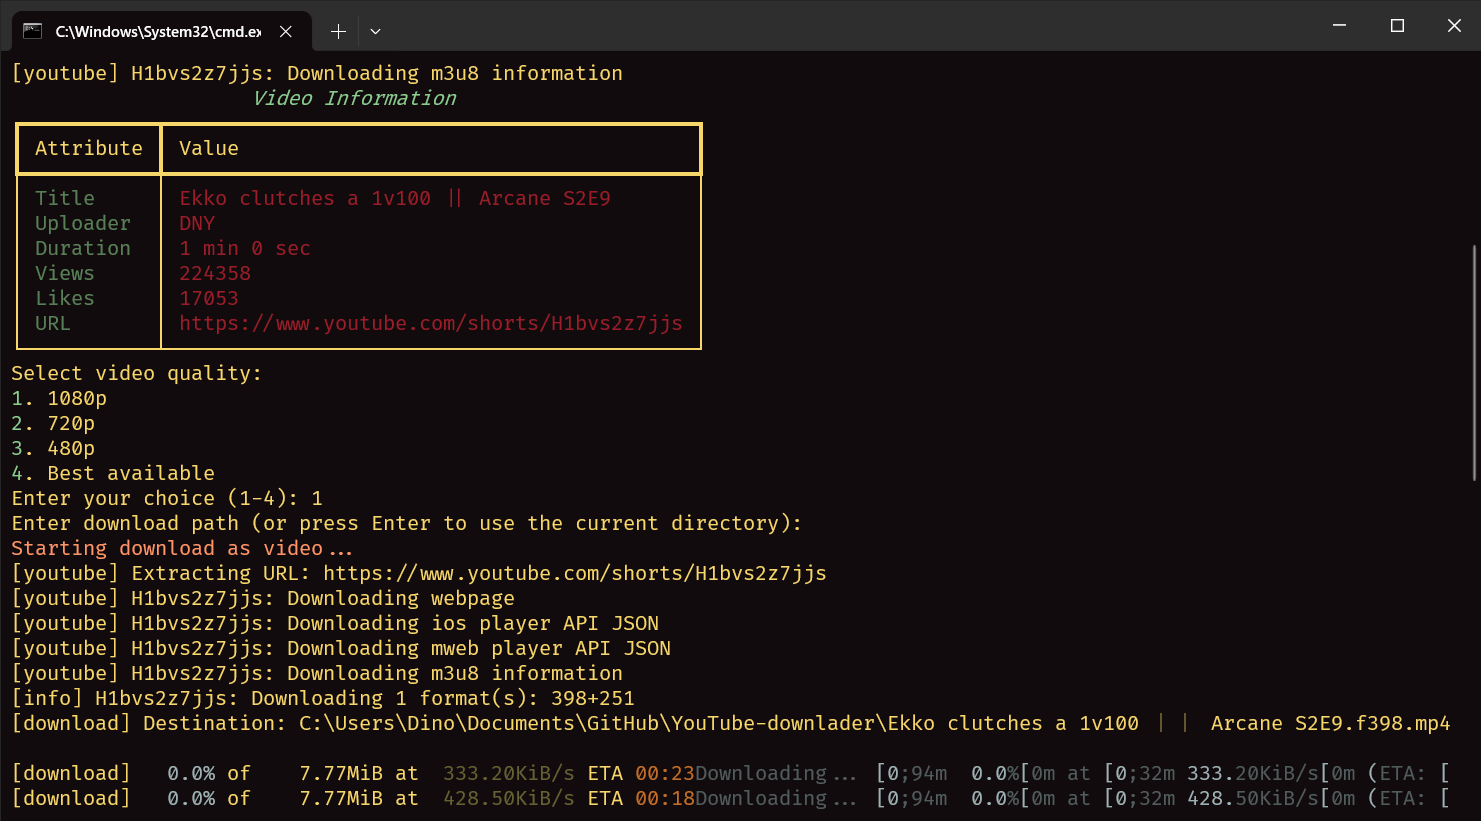 C:\Windows\System32\cmd.ex
[youtube] H1bvs2z7jjs: Downloading m3u8 information
Video Information
Attribute Value
Title Ekko clutches a 1v100 || Arcane S2E9
Uploader DNY
Duration 1 min 0 sec
Views 224358
Likes 17053
URL https://www.youtube.com/shorts/H1bvs2z7jjs
Select video quality:
1. 1080p
2. 720p
3. 480p
4. Best available
Enter your choice (1-4): 1
Enter download path (or press Enter to use the current directory):
Starting download as video...
[youtube] Extracting URL: https://www.youtube.com/shorts/H1bvs2z7jjs
[youtube] H1bvs2z7jjs: Downloading webpage
[youtube] H1bvs2z7jjs: Downloading ios player API JSON
[youtube] H1bvs2z7jjs: Downloading mweb player API JSON
[youtube] H1bvs2z7jjs: Downloading m3u8 information
[info] H1bvs2z7jjs: Downloading 1 format(s): 398+251
[download] Destination: C:\Users\Dino\Documents\GitHub\YouTube-downlader\Ekko clutches a 1v100 ｜｜ Arcane S2E9.f398.mp4
[download]   0.0% of    7.77MiB at  333.20KiB/s ETA 00:23Downloading... [0;94m  0.0%[0m at [0;32m 333.20KiB/s[0m (ETA: [
[download]   0.0% of    7.77MiB at  428.50KiB/s ETA 00:18Downloading... [0;94m  0.0%[0m at [0;32m 428.50KiB/s[0m (ETA: [